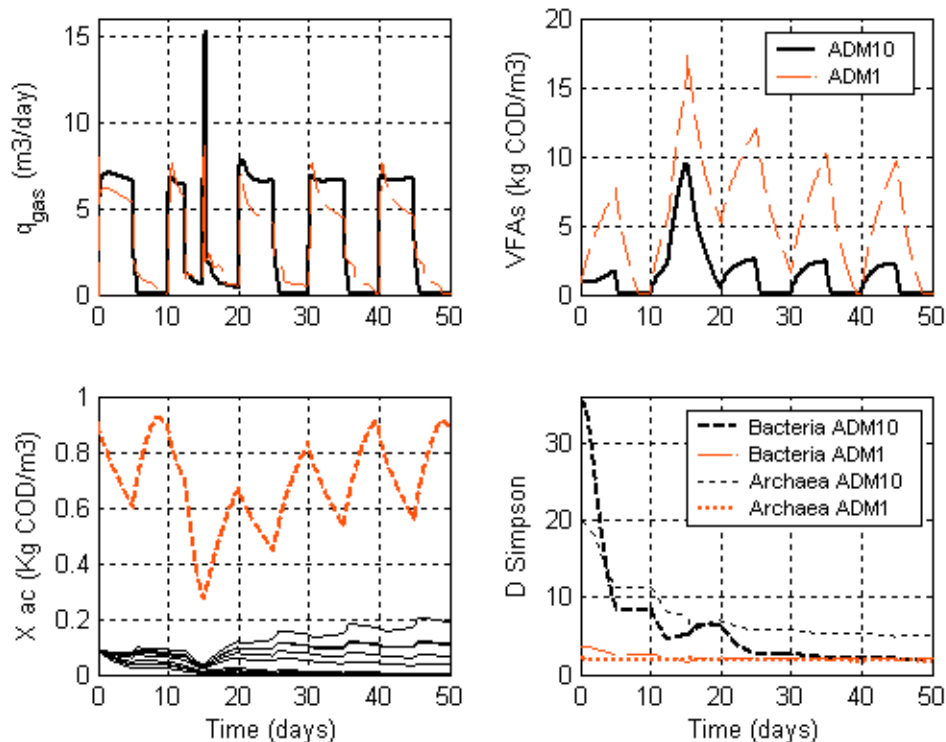 15
10
5
0
q gas (m3/day)
0 10 20 30 40 50
20
15
10
5
0
VFAs (kg COD/m3)
ADM10
ADM1
0 10 20 30 40 50
1
0.8
0.6
0.4
0.2
0
X ac (Kg COD/m3)
0 10 20 30 40 50
Time (days)
30
20
10
0
D Simpson
Bacteria ADM10
Bacteria ADM1
Archaea ADM10
Archaea ADM1
0 10 20 30 40 50
Time (days)